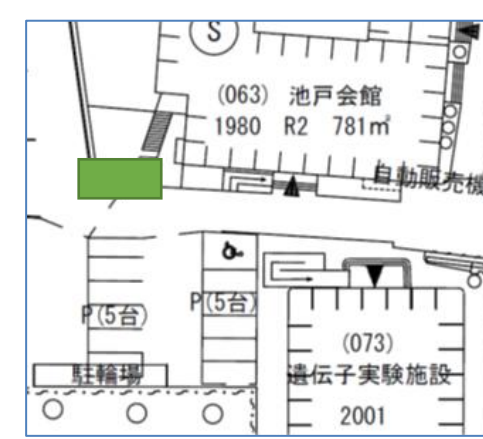 S
(063) 池戸会館
1980 R2 781㎡
自動販売機
P(5台)
P(5台)
駐輪場
(073)
遺伝子実験施設
2001